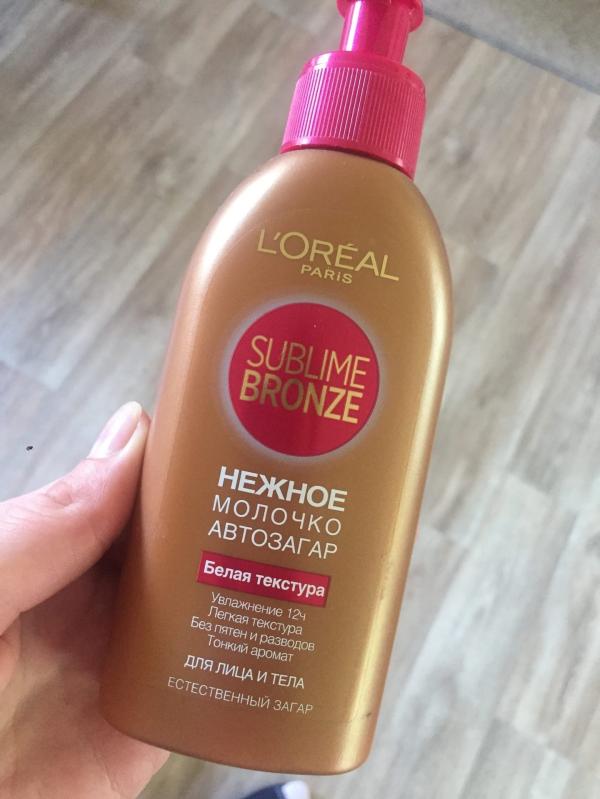 L'ORÉAL
PARiS
SUBLIME
BRONZE
НЕЖНОЕ
МОЛОЧКО
АВТОЗАГАР
Белая текстура
Увлажнение 12ч
Легкая текстура
Без пятен и разводов
Тонкий аромат
ДЛЯ ЛИЦА И ТЕЛА
ЕСТЕСТВЕННЫЙ ЗАГАР